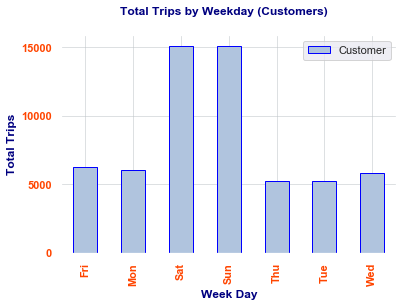 Total Trips by Weekday (Customers)
Customer
15000
10000
5000
0
Total Trips
Fri
Mon
Sat
Sun
Thu
Tue
Wed
Week Day